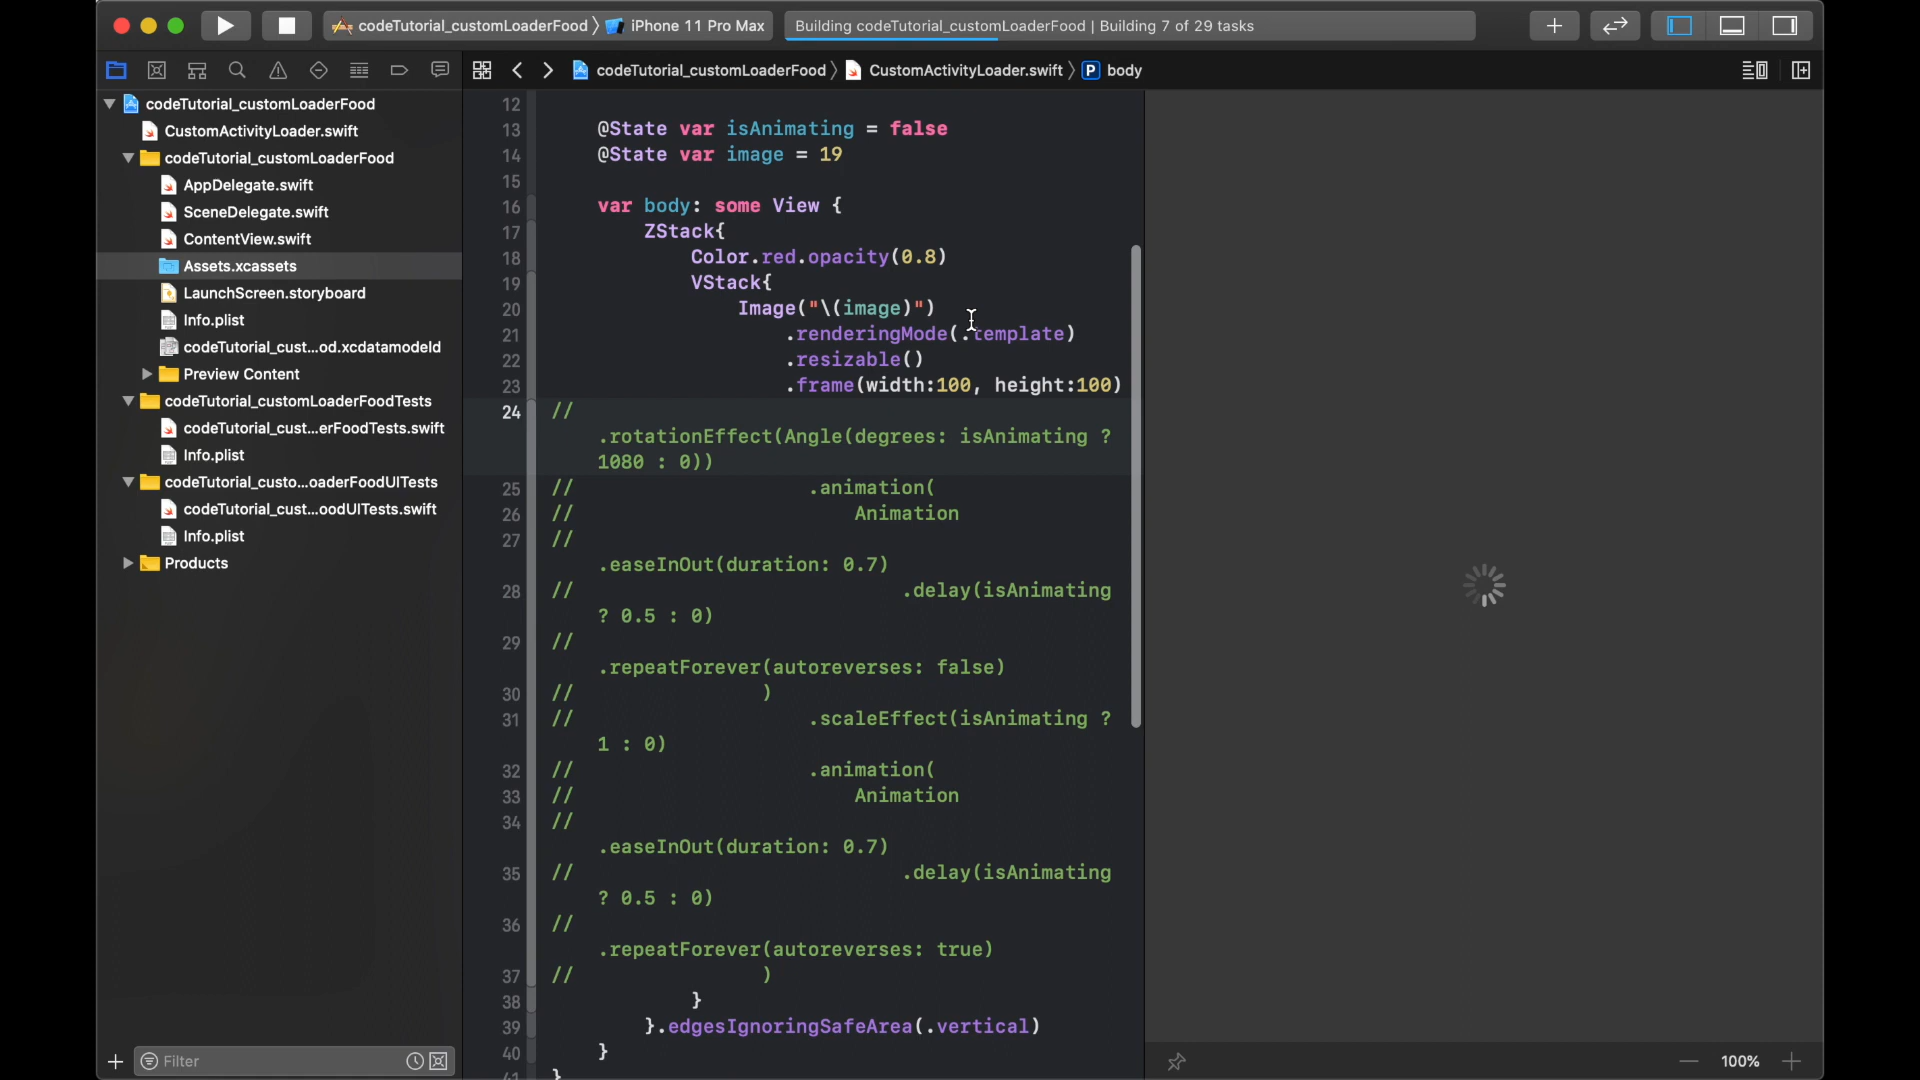 codeTutorial_customLoaderFood 〉 iPhone 11 Pro Max
Building codeTutorial_customLoaderFood | Building 7 of 29 tasks
codeTutorial_customLoaderFood 〉 CustomActivityLoader.swift 〉 P body
codeTutorial_customLoaderFood
CustomActivityLoader.swift
codeTutorial_customLoaderFood
AppDelegate.swift
SceneDelegate.swift
ContentView.swift
Assets.xcassets
LaunchScreen.storyboard
Info.plist
codeTutorial_cust...od.xcdatamodeld
Preview Content
codeTutorial_customLoaderFoodTests
codeTutorial_cust...erFoodTests.swift
Info.plist
codeTutorial_custo...oaderFoodUITests
codeTutorial_cust...oodUITests.swift
Info.plist
Products
Filter
12
13 @State var isAnimating = false
14 @State var image = 19
15
16 var body: some View {
17 ZStack{
18 Color.red.opacity(0.8)
19 VStack{
20 Image("\(image)")
21 .renderingMode(.template)
22 .resizable()
23 .frame(width:100, height:100)
24 //
.rotationEffect(Angle(degrees: isAnimating ?
1080 : 0))
25 // .animation(
26 // Animation
27 //
.easeInOut(duration: 0.7)
28 // .delay(isAnimating
? 0.5 : 0)
29 //
.repeatForever(autoreverses: false)
30 // )
31 // .scaleEffect(isAnimating ?
1 : 0)
32 // .animation(
33 // Animation
34 //
.easeInOut(duration: 0.7)
35 // .delay(isAnimating
? 0.5 : 0)
36 //
.repeatForever(autoreverses: true)
37 // )
38 }
39 }.edgesIgnoringSafeArea(.vertical)
40 }
41 }
100%